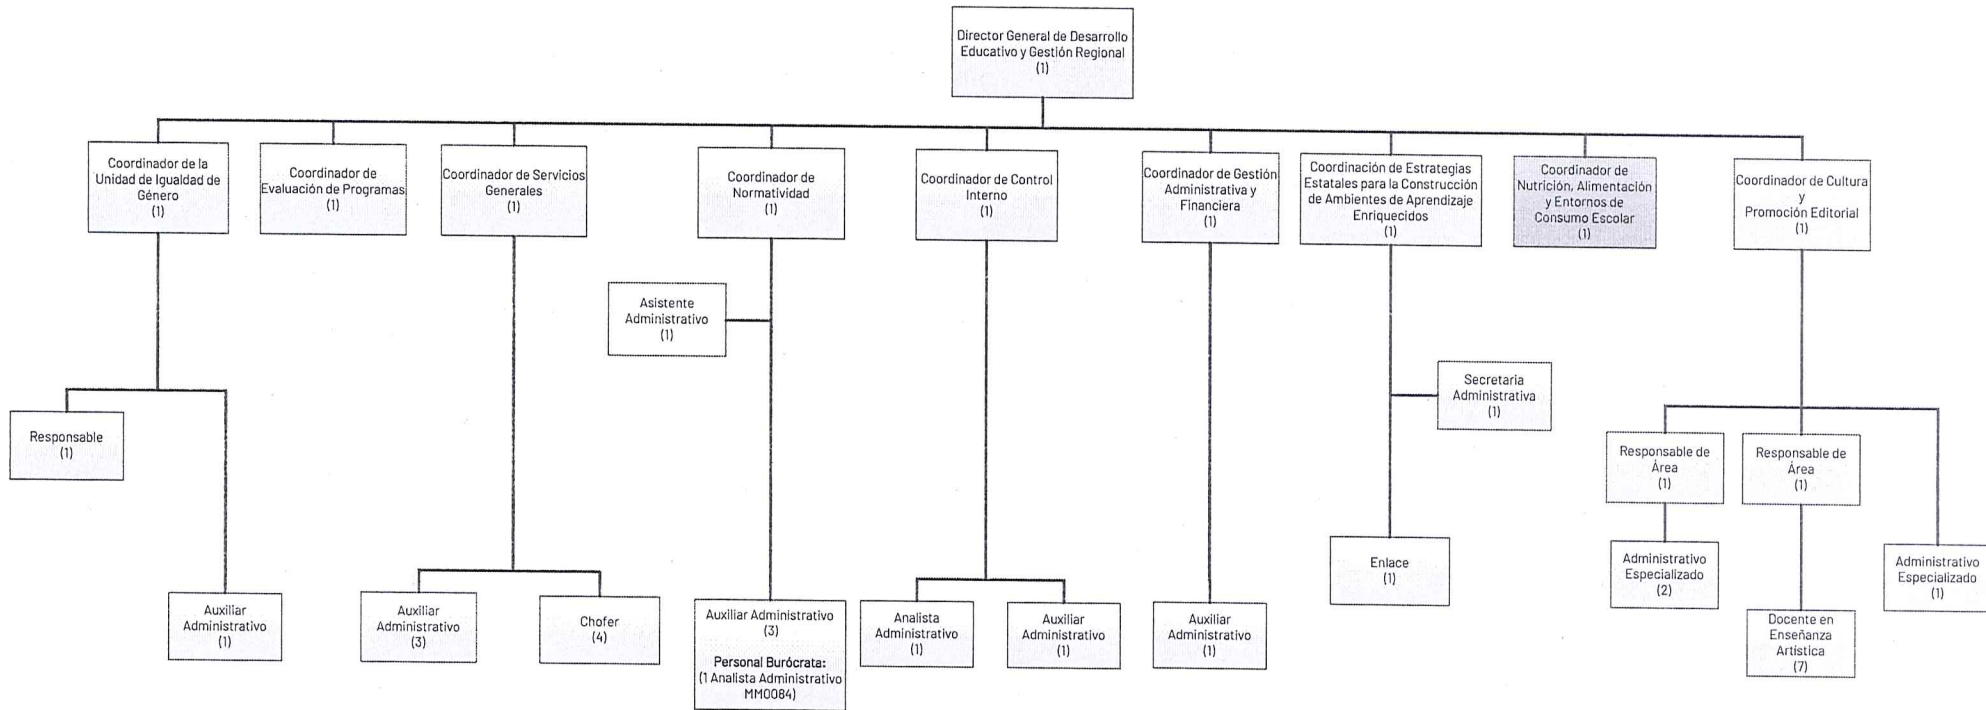 Director General de Desarrollo
Educativo y Gestión Regional
(1)
Coordinador de la
Unidad de Igualdad de
Género
(1)
Coordinador de
Evaluación de Programas
(1)
Coordinador de Servicios
Generales
(1)
Coordinador de
Normatividad
(1)
Coordinador de Control
Interno
(1)
Coordinador de Gestión
Administrativa y
Financiera
(1)
Coordinación de Estrategias
Estatales para la Construcción
de Ambientes de Aprendizaje
Enriquecidos
(1)
Coordinador de
Nutrición, Alimentación
y Entornos de
Consumo Escolar
(1)
Coordinador de Cultura
y
Promoción Editorial
(1)
Asistente
Administrativo
(1)
Secretaria
Administrativa
(1)
Responsable
(1)
Responsable de
Área
(1)
Responsable de
Área
(1)
Enlace
(1)
Administrativo
Especializado
(2)
Administrativo
Especializado
(1)
Auxiliar
Administrativo
(1)
Auxiliar
Administrativo
(3)
Chofer
(4)
Auxiliar Administrativo
(3)
Personal Burócrata:
(1 Analista Administrativo
MM0084)
Analista
Administrativo
(1)
Auxiliar
Administrativo
(1)
Auxiliar
Administrativo
(1)
Docente en
Enseñanza
Artística
(7)